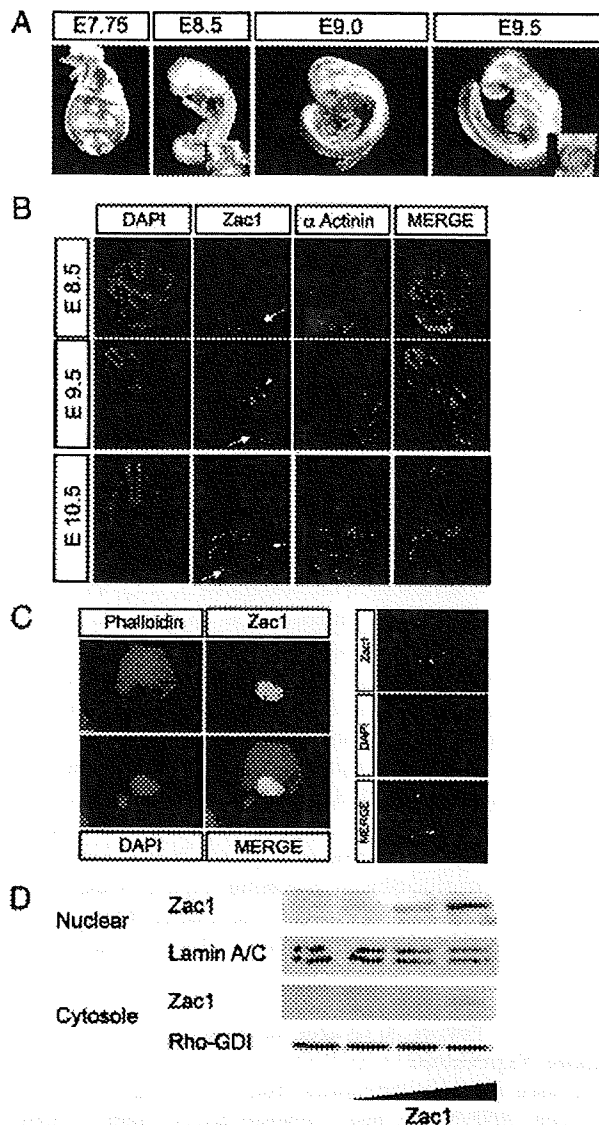 A
E7.75 E8.5 E9.0 E9.5
B
DAPI Zac1 α Actinin MERGE
E 8.5
E 9.5
E 10.5
C
Phalloidin Zac1
DAPI MERGE
Zac1
DAPI
MERGE
D
Nuclear
Zac1
Lamin A/C
Cytosole
Zac1
Rho-GDI
Zac1